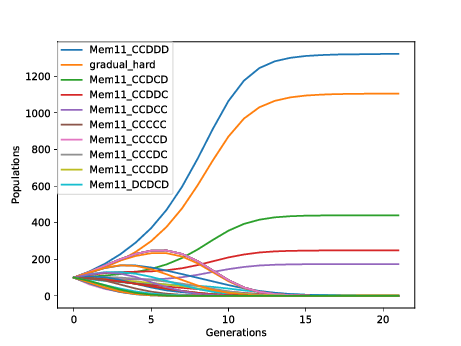 Mem11_CCDDD
gradual_hard
Mem11_CCDCD
Mem11_CCDDC
Mem11_CCDCC
Mem11_CCCCC
Mem11_CCCCD
Mem11_CCCDC
Mem11_CCCDD
Mem11_DCDCD
1200
1000
800
600
400
200
0
Populations
0 5 10 15 20
Generations